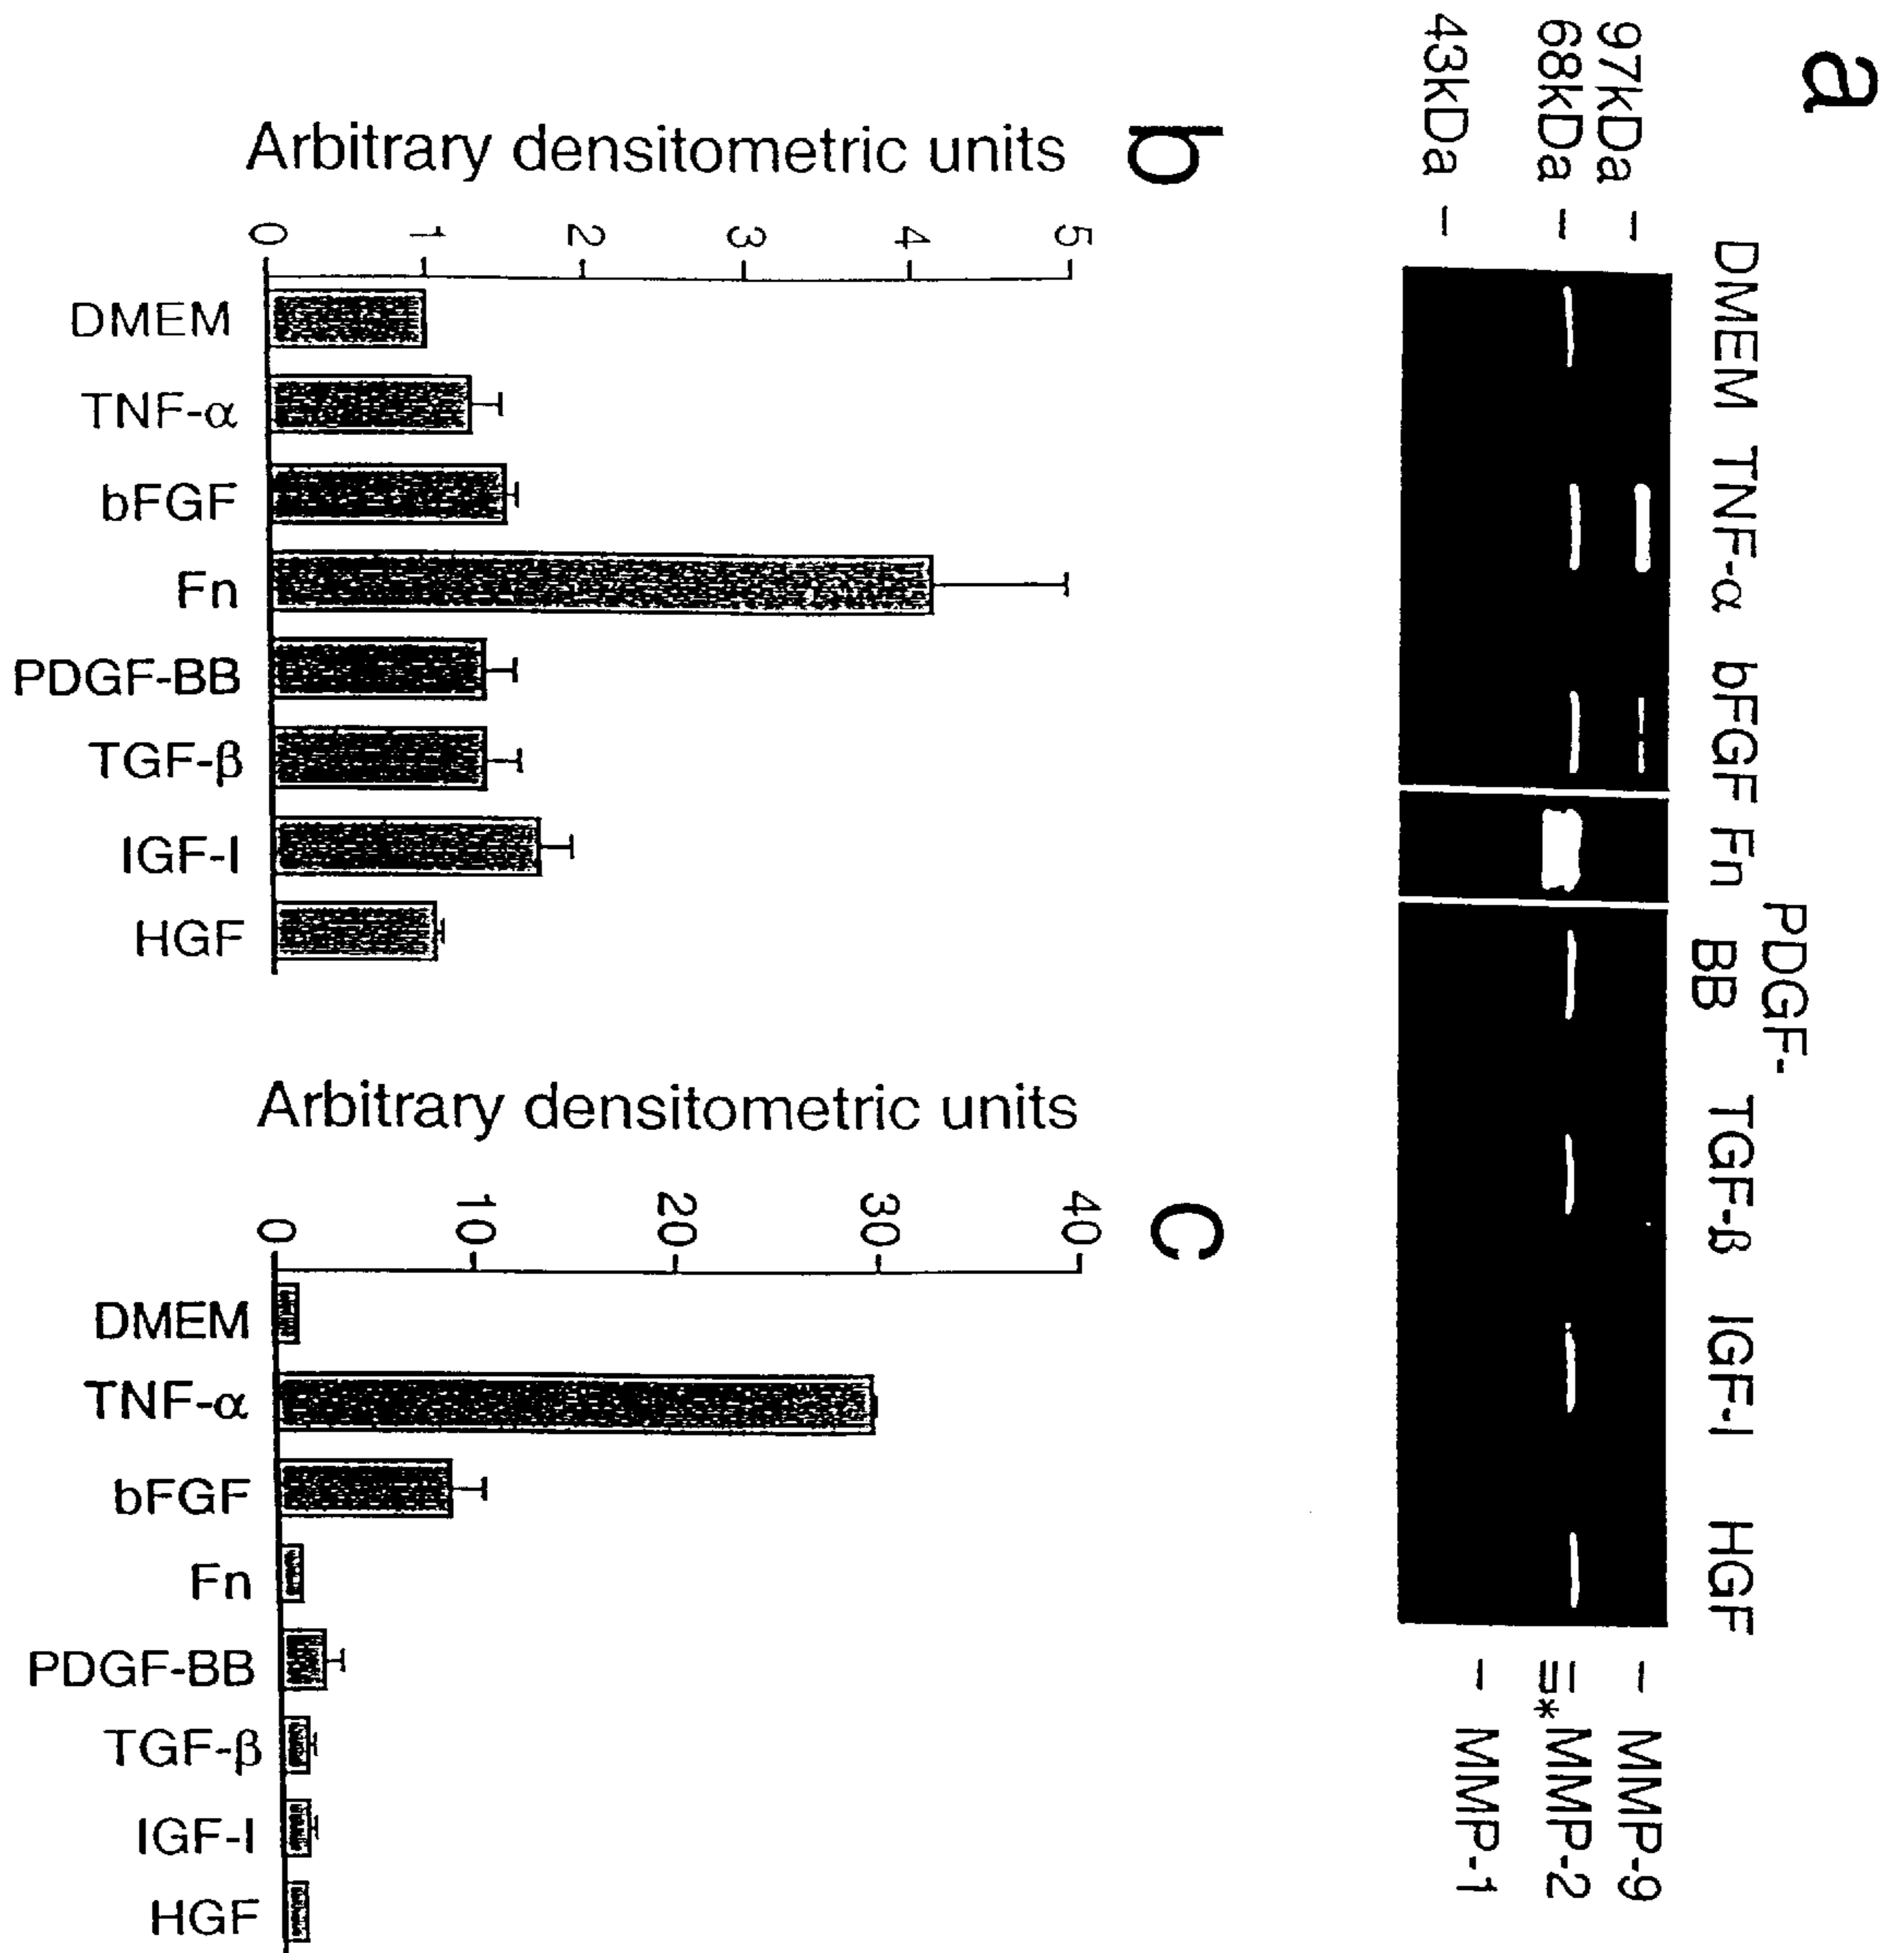 a
DMEM TNF-α bFGF Fn PDGF-BB TGF-β IGF-I HGF
97kDa –
68kDa –
43kDa –
– MMP-9
=* MMP-2
– MMP-1
b
Arbitrary densitometric units
5
4
3
2
1
0
DMEM
TNF-α
bFGF
Fn
PDGF-BB
TGF-β
IGF-I
HGF
c
Arbitrary densitometric units
40
30
20
10
0
DMEM
TNF-α
bFGF
Fn
PDGF-BB
TGF-β
IGF-I
HGF